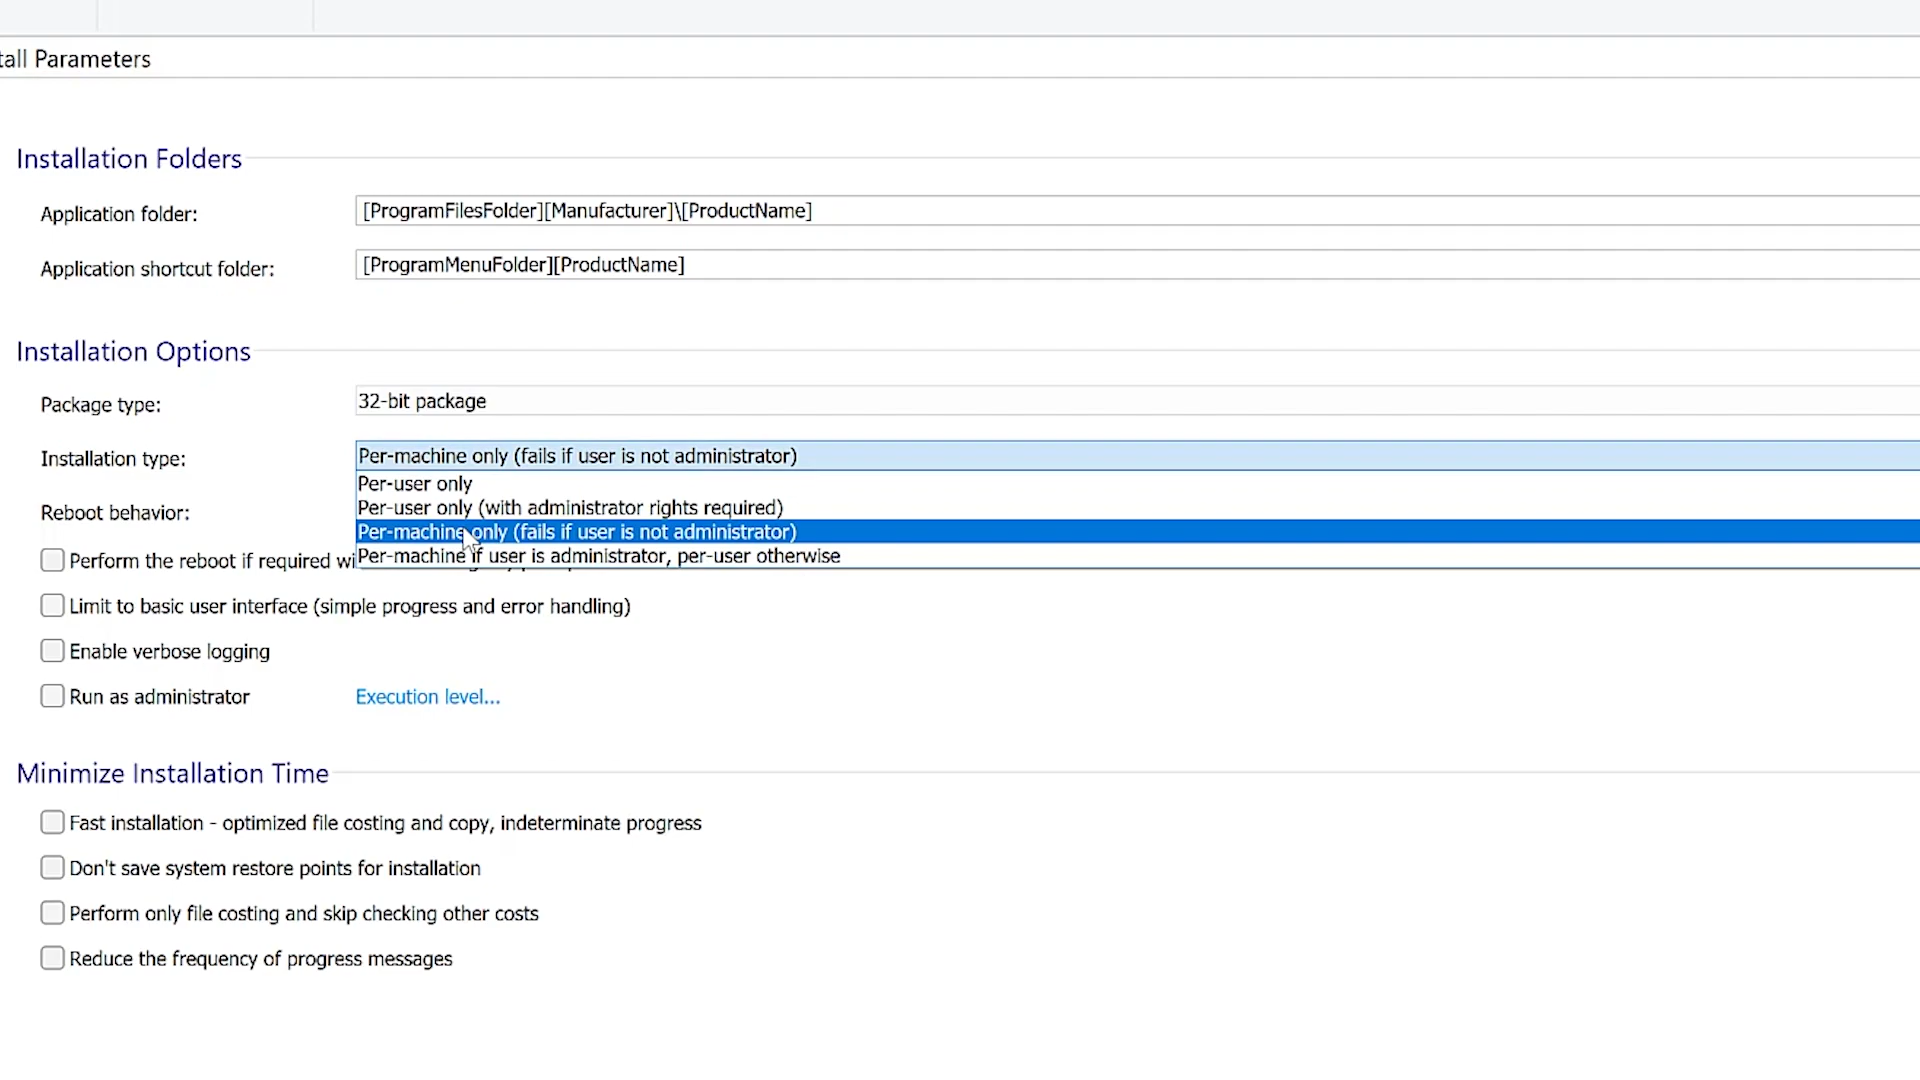 tall Parameters
Installation Folders
Application folder:
[ProgramFilesFolder][Manufacturer]\[ProductName]
Application shortcut folder:
[ProgramMenuFolder][ProductName]
Installation Options
Package type:
32-bit package
Installation type:
Per-machine only (fails if user is not administrator)
Per-user only
Per-user only (with administrator rights required)
Reboot behavior:
Per-machine only (fails if user is not administrator)
Per-machine if user is administrator, per-user otherwise
Perform the reboot if required wi
Limit to basic user interface (simple progress and error handling)
Enable verbose logging
Run as administrator
Execution level...
Minimize Installation Time
Fast installation - optimized file costing and copy, indeterminate progress
Don't save system restore points for installation
Perform only file costing and skip checking other costs
Reduce the frequency of progress messages